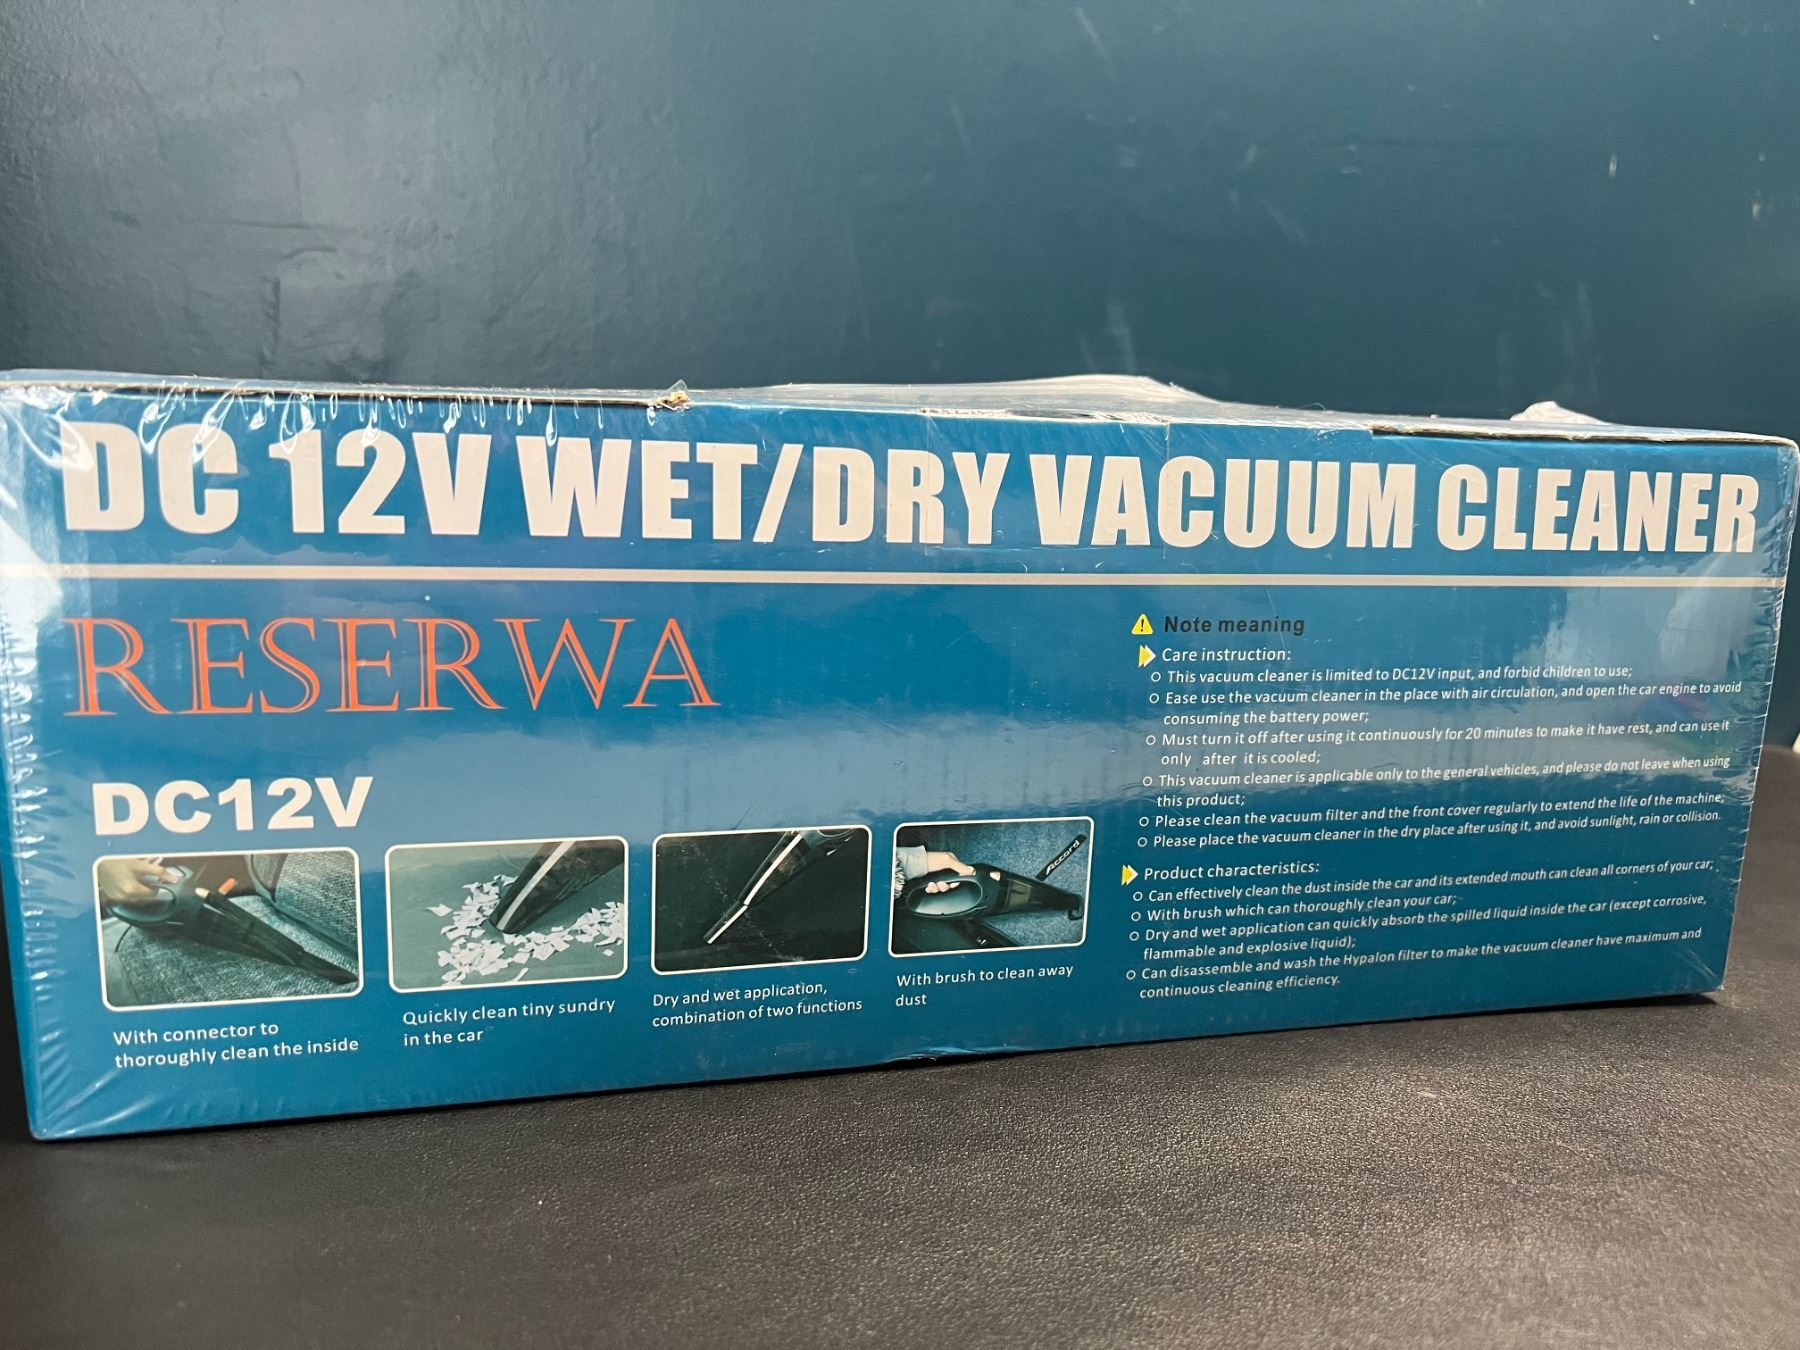 DC 12V WET/DRY VACUUM CLEANER
RESERWA
DC12V
With connector to
thoroughly clean the inside
Quickly clean tiny sundry
in the car
Dry and wet application,
combination of two functions
Accord
With brush to clean away
dust
Note meaning
Care instruction:
This vacuum cleaner is limited to DC12V input, and forbid children to use;
Ease use the vacuum cleaner in the place with air circulation, and open the car engine to avoid
consuming the battery power;
Must turn it off after using it continuously for 20 minutes to make it have rest, and can use it
only after it is cooled;
This vacuum cleaner is applicable only to the general vehicles, and please do not leave when using
this product;
Please clean the vacuum filter and the front cover regularly to extend the life of the machine;
Please place the vacuum cleaner in the dry place after using it, and avoid sunlight, rain or collision.
Product characteristics:
Can effectively clean the dust inside the car and its extended mouth can clean all corners of your car;
With brush which can thoroughly clean your car;
Dry and wet application can quickly absorb the spilled liquid inside the car (except corrosive,
flammable and explosive liquid);
Can disassemble and wash the Hypalon filter to make the vacuum cleaner have maximum and
continuous cleaning efficiency.